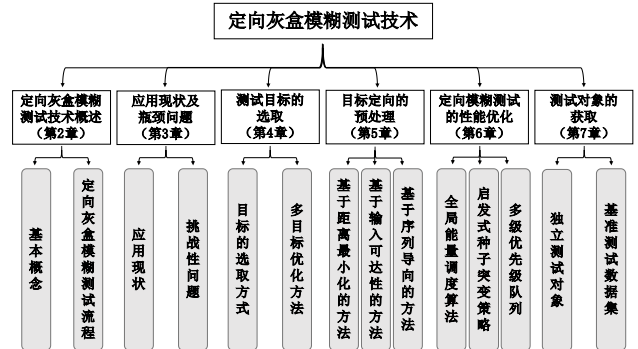 定向灰盒模糊测试技术
定向灰盒模糊
测试技术概述
（第2章）
应用现状及
瓶颈问题
（第3章）
测试目标的
选取
（第4章）
目标定向的
预处理
（第5章）
定向模糊测试
的性能优化
（第6章）
测试对象的
获取
（第7章）
基本概念
定向灰盒模糊测试流程
应用现状
挑战性问题
目标的选取方式
多目标优化方法
基于距离最小化的方法
基于输入可达性的方法
基于序列导向的方法
全局能量调度算法
启发式种子突变策略
多级优先级队列
独立测试对象
基准测试数据集